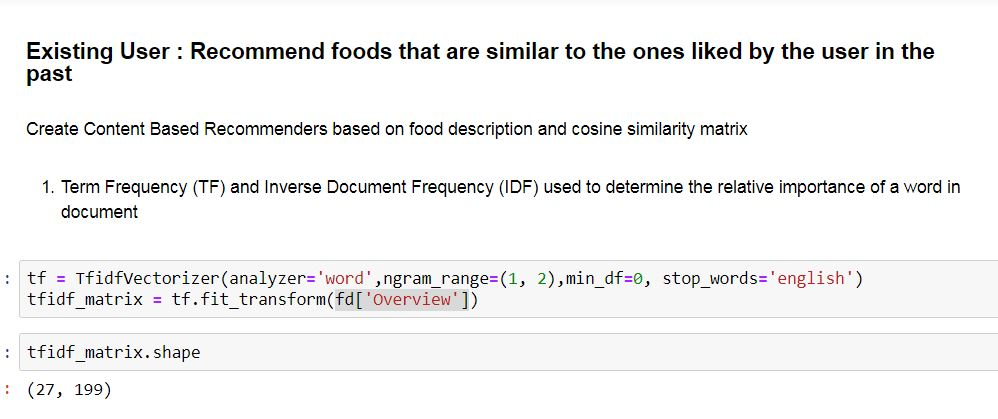 Existing User : Recommend foods that are similar to the ones liked by the user in the
past
Create Content Based Recommenders based on food description and cosine similarity matrix
1. Term Frequency (TF) and Inverse Document Frequency (IDF) used to determine the relative importance of a word in
document
: tf = TfidfVectorizer(analyzer='word',ngram_range=(1, 2),min_df=0, stop_words='english')
tfidf_matrix = tf.fit_transform(fd['Overview'])
: tfidf_matrix.shape
: (27, 199)